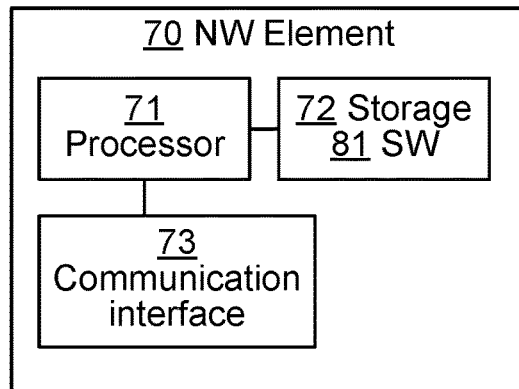 70 NW Element
71
Processor
72 Storage
81 SW
73
Communication
interface